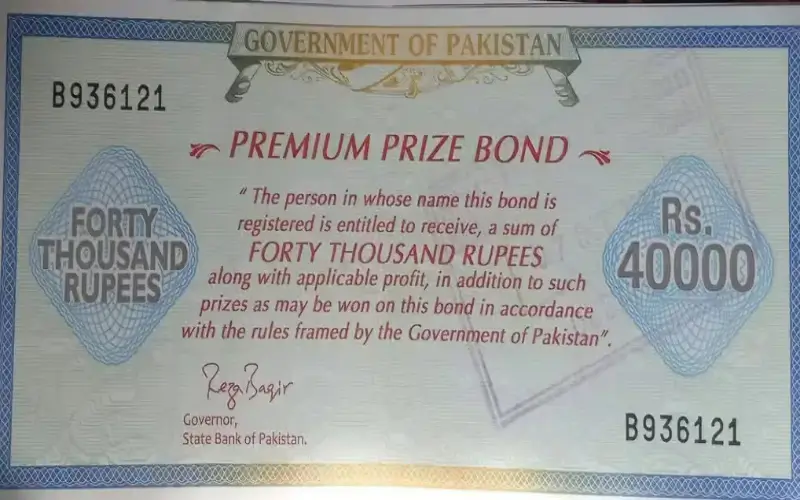 GOVERNMENT OF PAKISTAN
B936121
PREMIUM PRIZE BOND
FORTY
THOUSAND
RUPEES
" The person in whose name this bond is
registered is entitled to receive, a sum of
FORTY THOUSAND RUPEES
along with applicable profit, in addition to such
prizes as may be won on this bond in accordance
with the rules framed by the Government of Pakistan".
Rs.
40000
Reza Baqir
Governor,
State Bank of Pakistan.
B936121